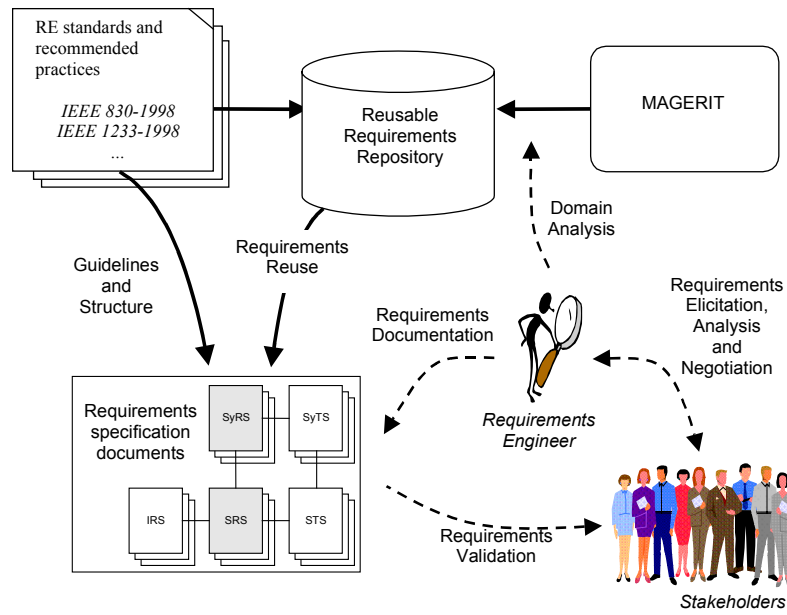 RE standards and
recommended
practices
IEEE 830-1998
IEEE 1233-1998
...
Reusable
Requirements
Repository
MAGERIT
Domain
Analysis
Requirements
Reuse
Guidelines
and
Structure
Requirements
Documentation
Requirements
Elicitation,
Analysis
and
Negotiation
Requirements
Engineer
Requirements
specification
documents
SyRS
SyTS
IRS
SRS
STS
Requirements
Validation
Stakeholders